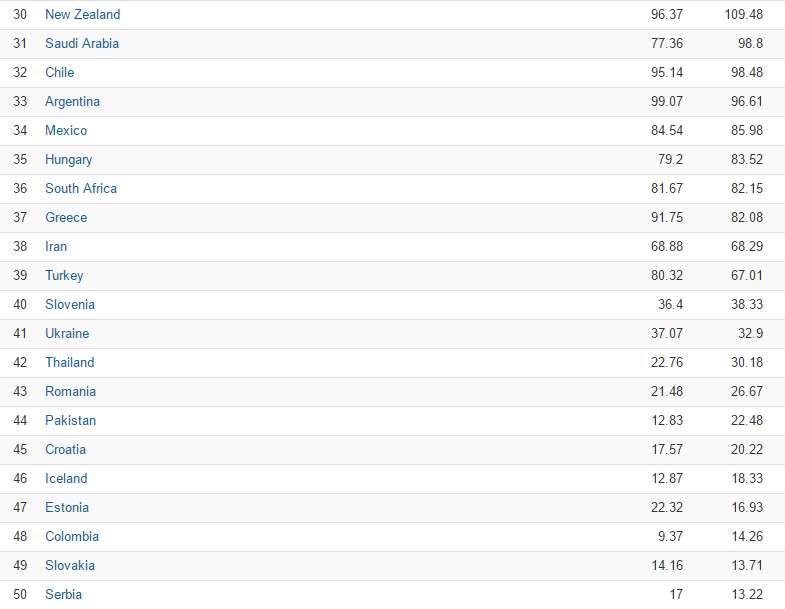 30 New Zealand 96.37 109.48
31 Saudi Arabia 77.36 98.8
32 Chile 95.14 98.48
33 Argentina 99.07 96.61
34 Mexico 84.54 85.98
35 Hungary 79.2 83.52
36 South Africa 81.67 82.15
37 Greece 91.75 82.08
38 Iran 68.88 68.29
39 Turkey 80.32 67.01
40 Slovenia 36.4 38.33
41 Ukraine 37.07 32.9
42 Thailand 22.76 30.18
43 Romania 21.48 26.67
44 Pakistan 12.83 22.48
45 Croatia 17.57 20.22
46 Iceland 12.87 18.33
47 Estonia 22.32 16.93
48 Colombia 9.37 14.26
49 Slovakia 14.16 13.71
50 Serbia 17 13.22